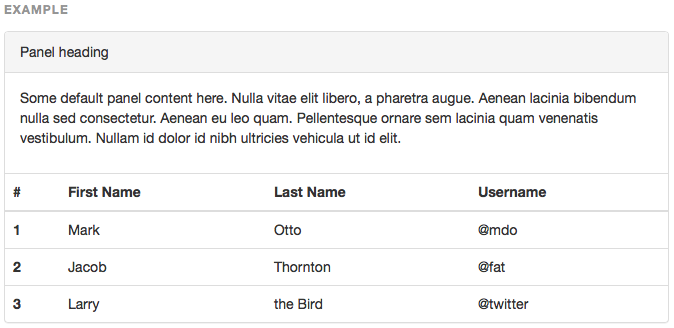 EXAMPLE
Panel heading
Some default panel content here. Nulla vitae elit libero, a pharetra augue. Aenean lacinia bibendum
nulla sed consectetur. Aenean eu leo quam. Pellentesque ornare sem lacinia quam venenatis
vestibulum. Nullam id dolor id nibh ultricies vehicula ut id elit.
# First Name Last Name Username
1 Mark Otto @mdo
2 Jacob Thornton @fat
3 Larry the Bird @twitter